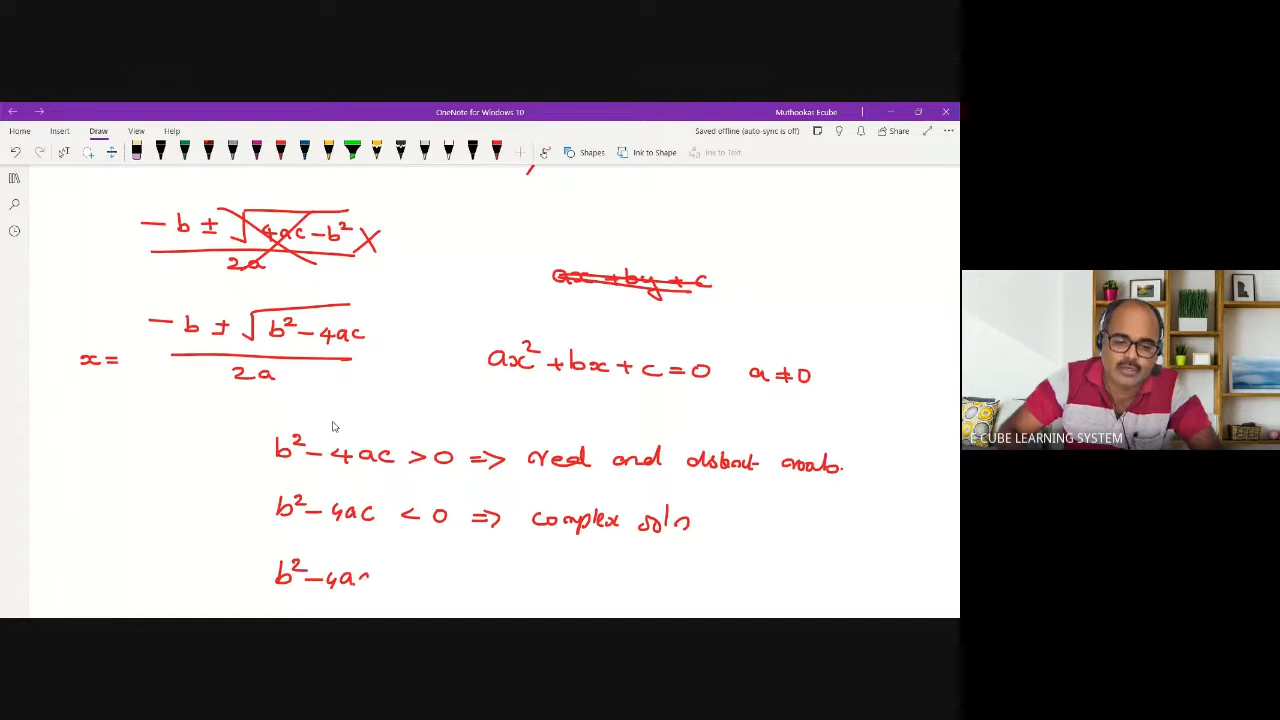 OneNote for Windows 10
Muthookas Ecube
Home Insert Draw View Help
Saved offline (auto-sync is off)
Share
Shapes Ink to Shape Ink to Text
− b ± √4ac − b² X
2a
ax + by + c
x = − b ± √b² − 4ac
2a
ax² + bx + c = 0 a ≠ 0
b² − 4ac > 0 ⇒ real and distinct roots.
b² − 4ac < 0 ⇒ complex soln
b² − 4ac
E CUBE LEARNING SYSTEM